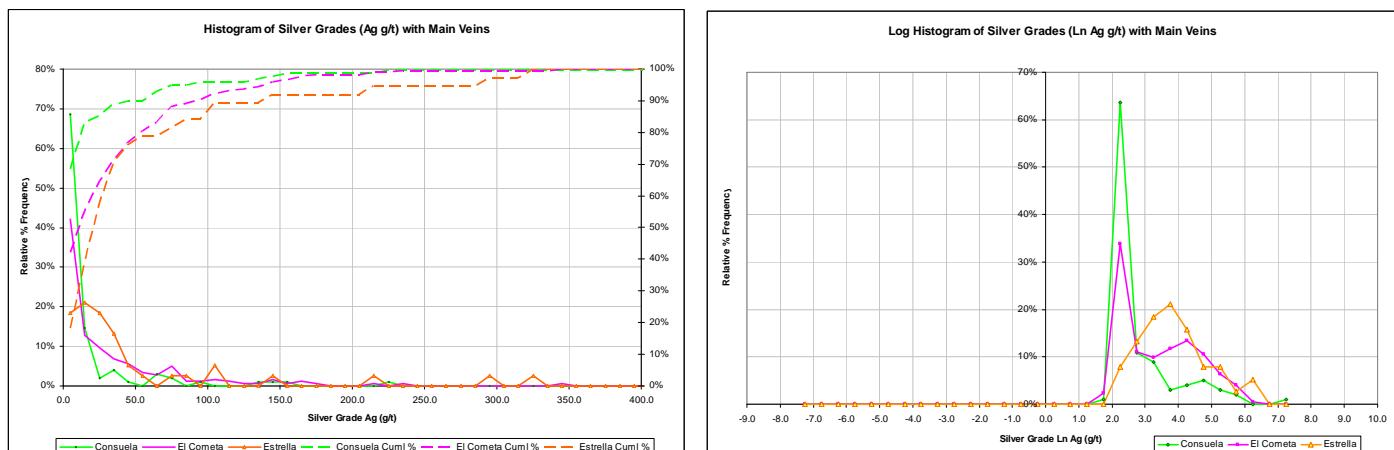 Histogram of Silver Grades (Ag g/t) with Main Veins
80%
70%
60%
50%
40%
30%
20%
10%
0%
100%
90%
80%
70%
60%
50%
40%
30%
20%
10%
0%
Relative % Frequency)
0.0 50.0 100.0 150.0 200.0 250.0 300.0 350.0 400.0
Silver Grade Ag (g/t)
Consuela El Cometa Estrella Consuela Cuml % El Cometa Cuml % Estrella Cuml %
Log Histogram of Silver Grades (Ln Ag g/t) with Main Veins
70%
60%
50%
40%
30%
20%
10%
0%
Relative % Frequency)
-9.0 -8.0 -7.0 -6.0 -5.0 -4.0 -3.0 -2.0 -1.0 0.0 1.0 2.0 3.0 4.0 5.0 6.0 7.0 8.0 9.0 10.0
Silver Grade Ln Ag (g/t)
Consuela El Cometa Estrella